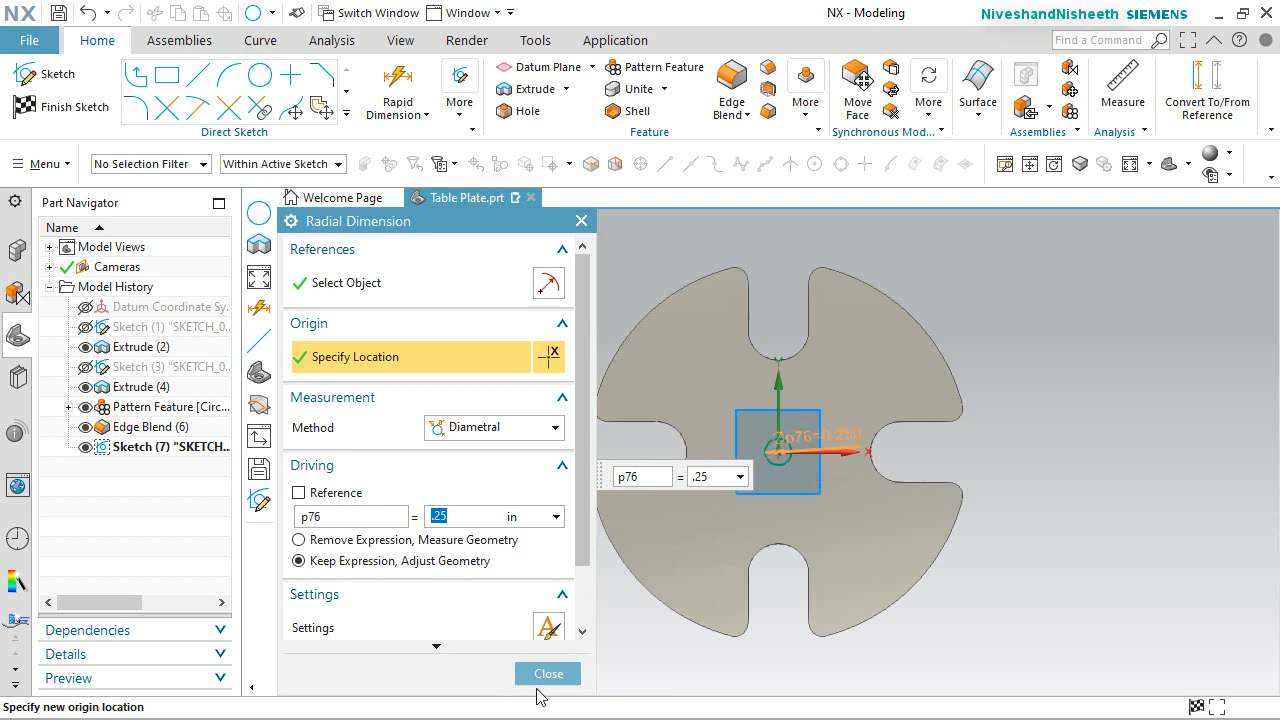 NX Switch Window Window NX - Modeling NiveshandNisheeth SIEMENS
File Home Assemblies Curve Analysis View Render Tools Application Find a Command
Sketch Finish Sketch Direct Sketch
Rapid Dimension More
Datum Plane Pattern Feature
Extrude Unite
Hole Shell
Edge Blend More Feature
Move Face More Synchronous Mod...
Surface
Assemblies
Measure Analysis
Convert To/From Reference
Menu No Selection Filter Within Active Sketch
Part Navigator
Name
Model Views
Cameras
Model History
Datum Coordinate Sy...
Sketch (1) "SKETCH_0...
Extrude (2)
Sketch (3) "SKETCH_0...
Extrude (4)
Pattern Feature [Circ...
Edge Blend (6)
Sketch (7) "SKETCH...
Dependencies
Details
Preview
Welcome Page Table Plate.prt
Radial Dimension
References
Select Object
Origin
Specify Location
Measurement
Method Diametral
Driving
Reference
p76 = .25 in
Remove Expression, Measure Geometry
Keep Expression, Adjust Geometry
Settings
Settings
Close
Y
p76=0.250
X
p76 = .25
Specify new origin location